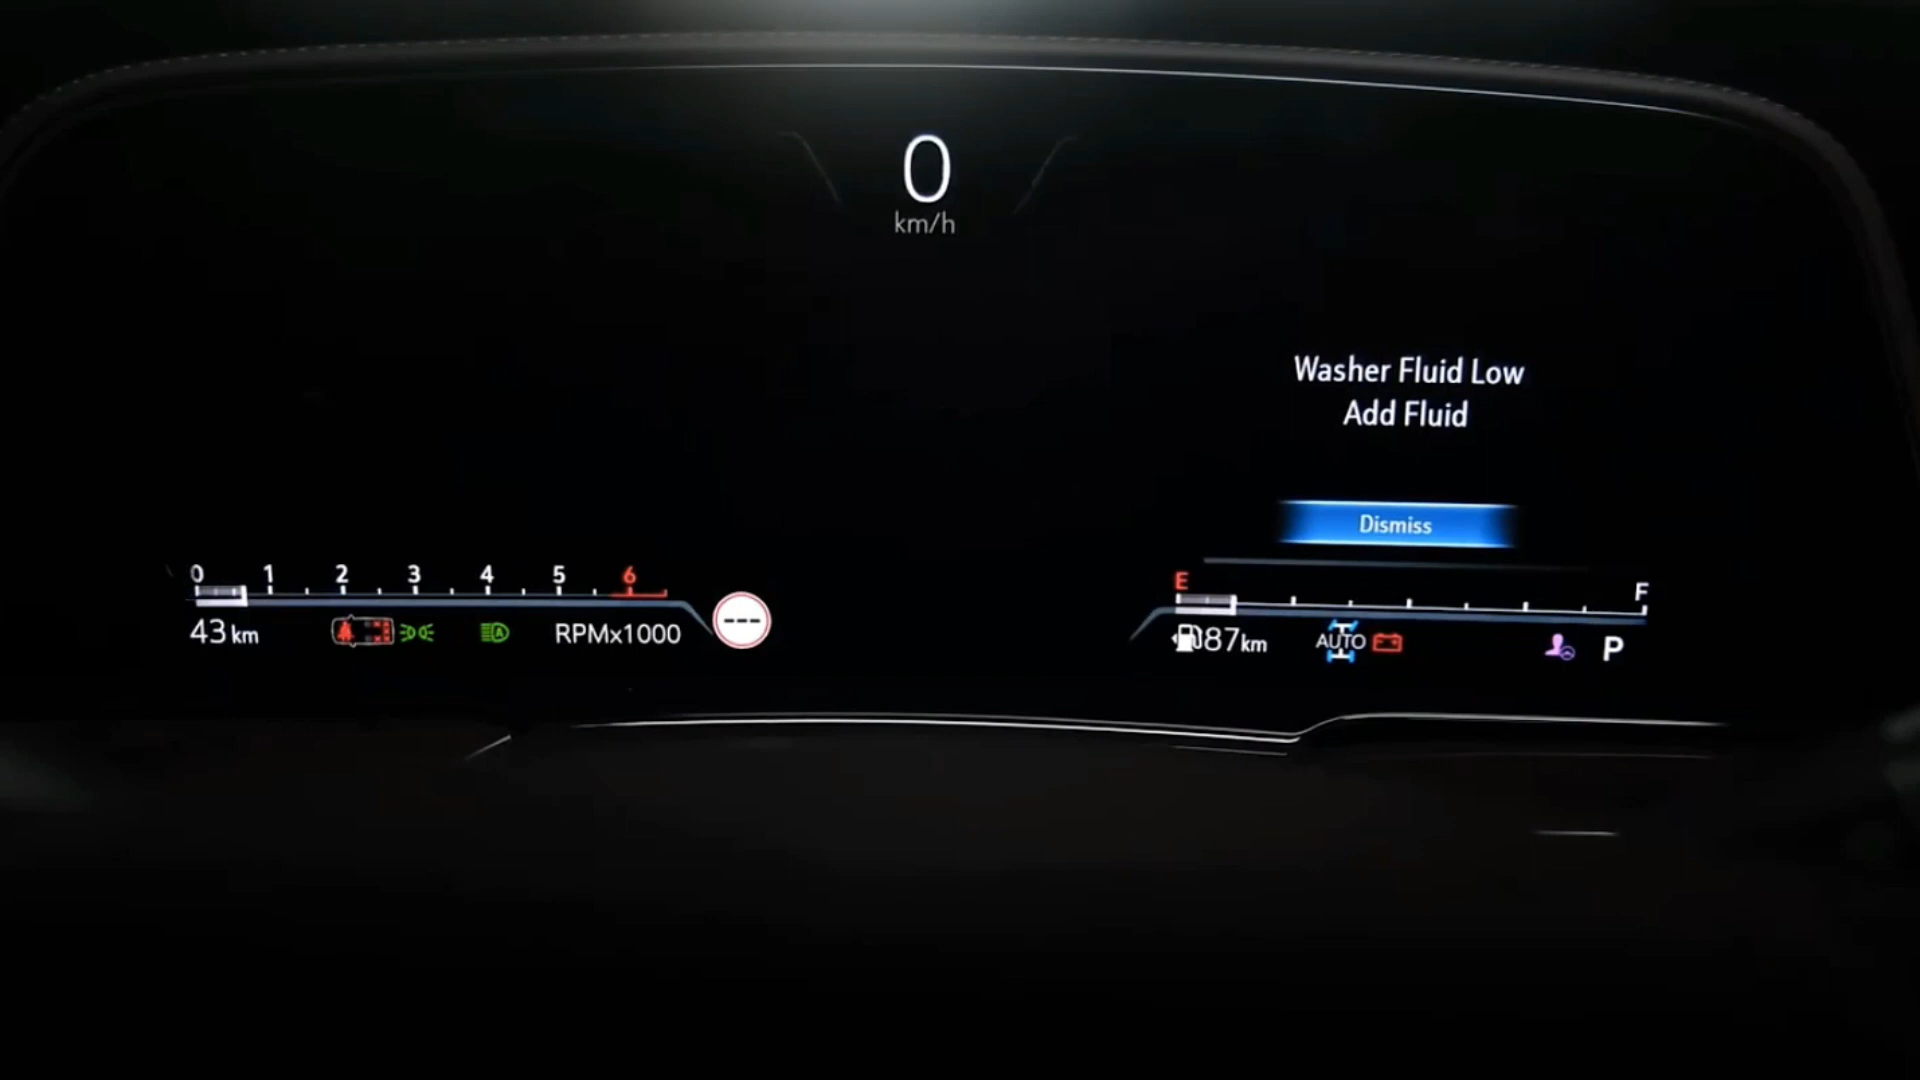 0
km/h
Washer Fluid Low
Add Fluid
Dismiss
0 1 2 3 4 5 6
43 km
A
RPMx1000
---
E F
87km
AUTO
P